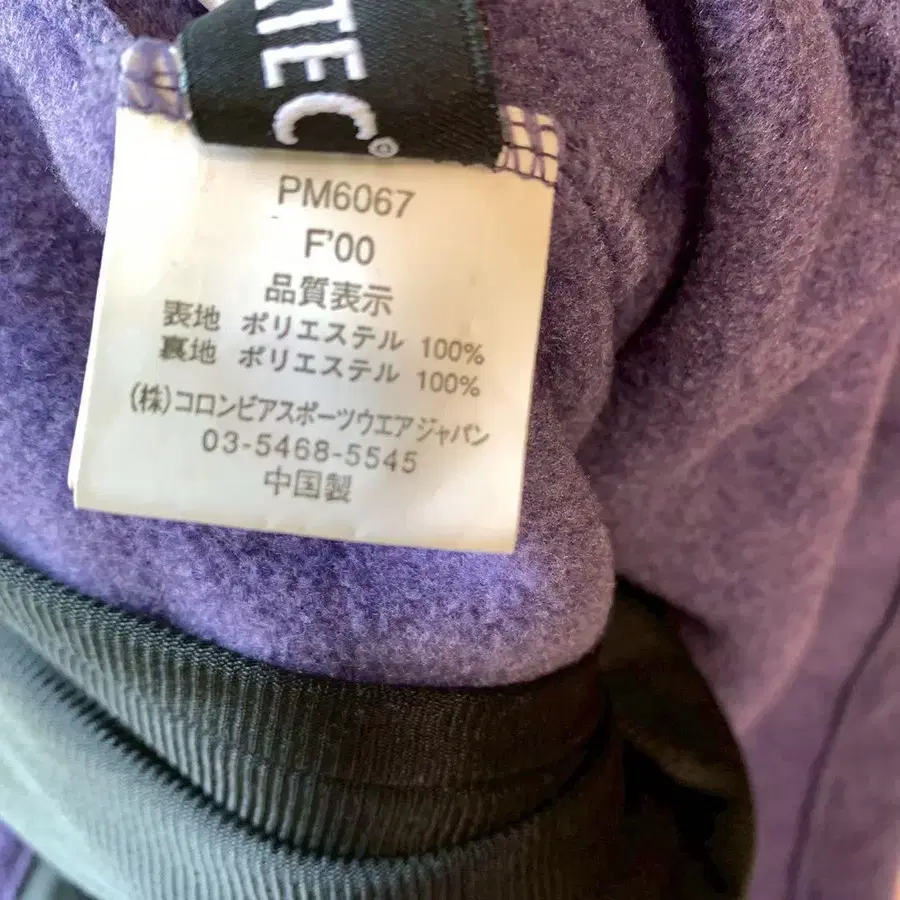 TEC©
PM6067
F'00
品質表示
表地 ポリエステル 100%
裏地 ポリエステル 100%
(株)コロンビアスポーツウエアジャパン
03-5468-5545
中国製